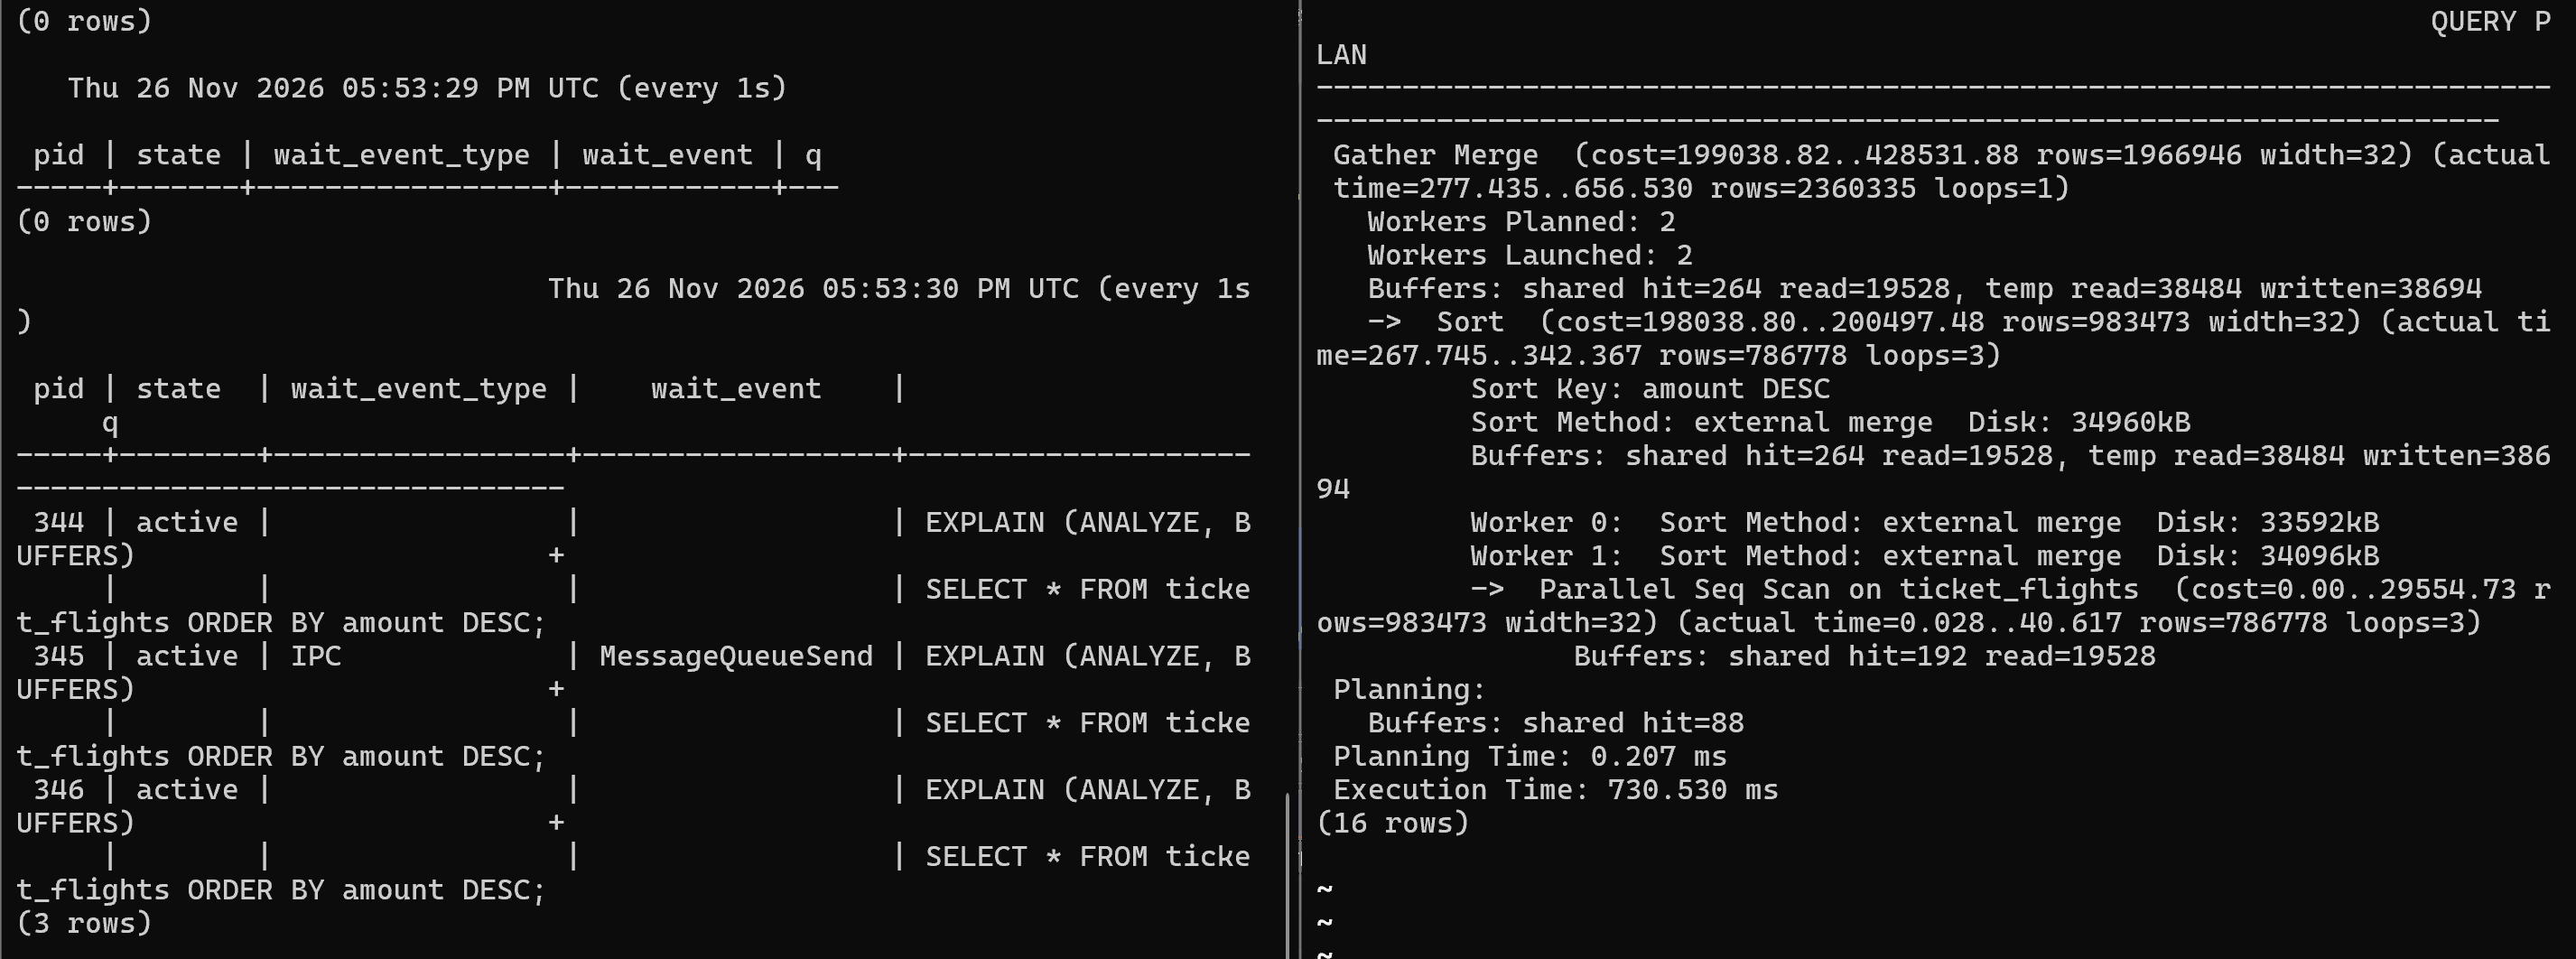 (0 rows)
   Thu 26 Nov 2026 05:53:29 PM UTC (every 1s)
 pid | state | wait_event_type | wait_event | q
-----+-------+-----------------+------------+---
(0 rows)
                               Thu 26 Nov 2026 05:53:30 PM UTC (every 1s
)
 pid | state  | wait_event_type |    wait_event    |
     q
-----+--------+-----------------+------------------+--------------------
--------------------------------
 344 | active |                 |                  | EXPLAIN (ANALYZE, B
UFFERS)                        +
     |        |                 |                  | SELECT * FROM ticke
t_flights ORDER BY amount DESC;
 345 | active | IPC             | MessageQueueSend | EXPLAIN (ANALYZE, B
UFFERS)                        +
     |        |                 |                  | SELECT * FROM ticke
t_flights ORDER BY amount DESC;
 346 | active |                 |                  | EXPLAIN (ANALYZE, B
UFFERS)                        +
     |        |                 |                  | SELECT * FROM ticke
t_flights ORDER BY amount DESC;
(3 rows)
                                                                 QUERY P
LAN
------------------------------------------------------------------------
---------------------------------------------------------------------
 Gather Merge  (cost=199038.82..428531.88 rows=1966946 width=32) (actual
 time=277.435..656.530 rows=2360335 loops=1)
   Workers Planned: 2
   Workers Launched: 2
   Buffers: shared hit=264 read=19528, temp read=38484 written=38694
   ->  Sort  (cost=198038.80..200497.48 rows=983473 width=32) (actual ti
me=267.745..342.367 rows=786778 loops=3)
         Sort Key: amount DESC
         Sort Method: external merge  Disk: 34960kB
         Buffers: shared hit=264 read=19528, temp read=38484 written=386
94
         Worker 0:  Sort Method: external merge  Disk: 33592kB
         Worker 1:  Sort Method: external merge  Disk: 34096kB
         ->  Parallel Seq Scan on ticket_flights  (cost=0.00..29554.73 r
ows=983473 width=32) (actual time=0.028..40.617 rows=786778 loops=3)
               Buffers: shared hit=192 read=19528
 Planning:
   Buffers: shared hit=88
 Planning Time: 0.207 ms
 Execution Time: 730.530 ms
(16 rows)
~
~
~